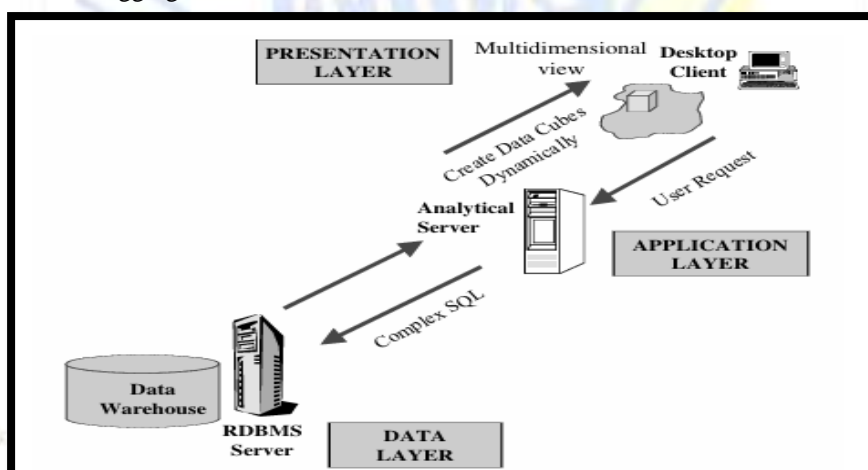 PRESENTATION
LAYER
Multidimensional
view
Desktop
Client
Create Data Cubes
Dynamically
User Request
Analytical
Server
APPLICATION
LAYER
Complex SQL
Data
Warehouse
RDBMS
Server
DATA
LAYER